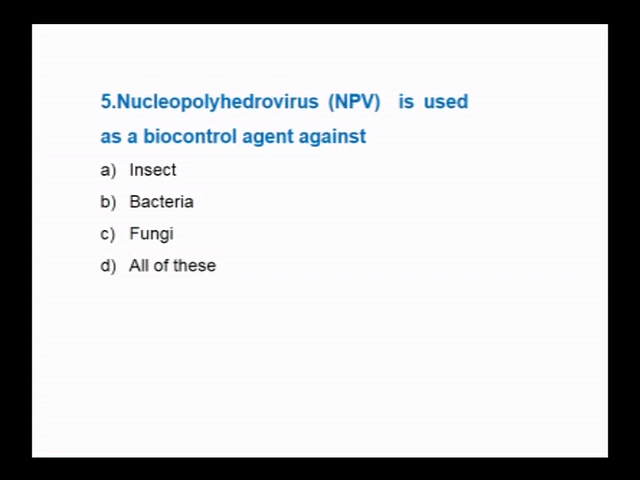 5.Nucleopolyhedrovirus (NPV) is used
as a biocontrol agent against
a) Insect
b) Bacteria
c) Fungi
d) All of these